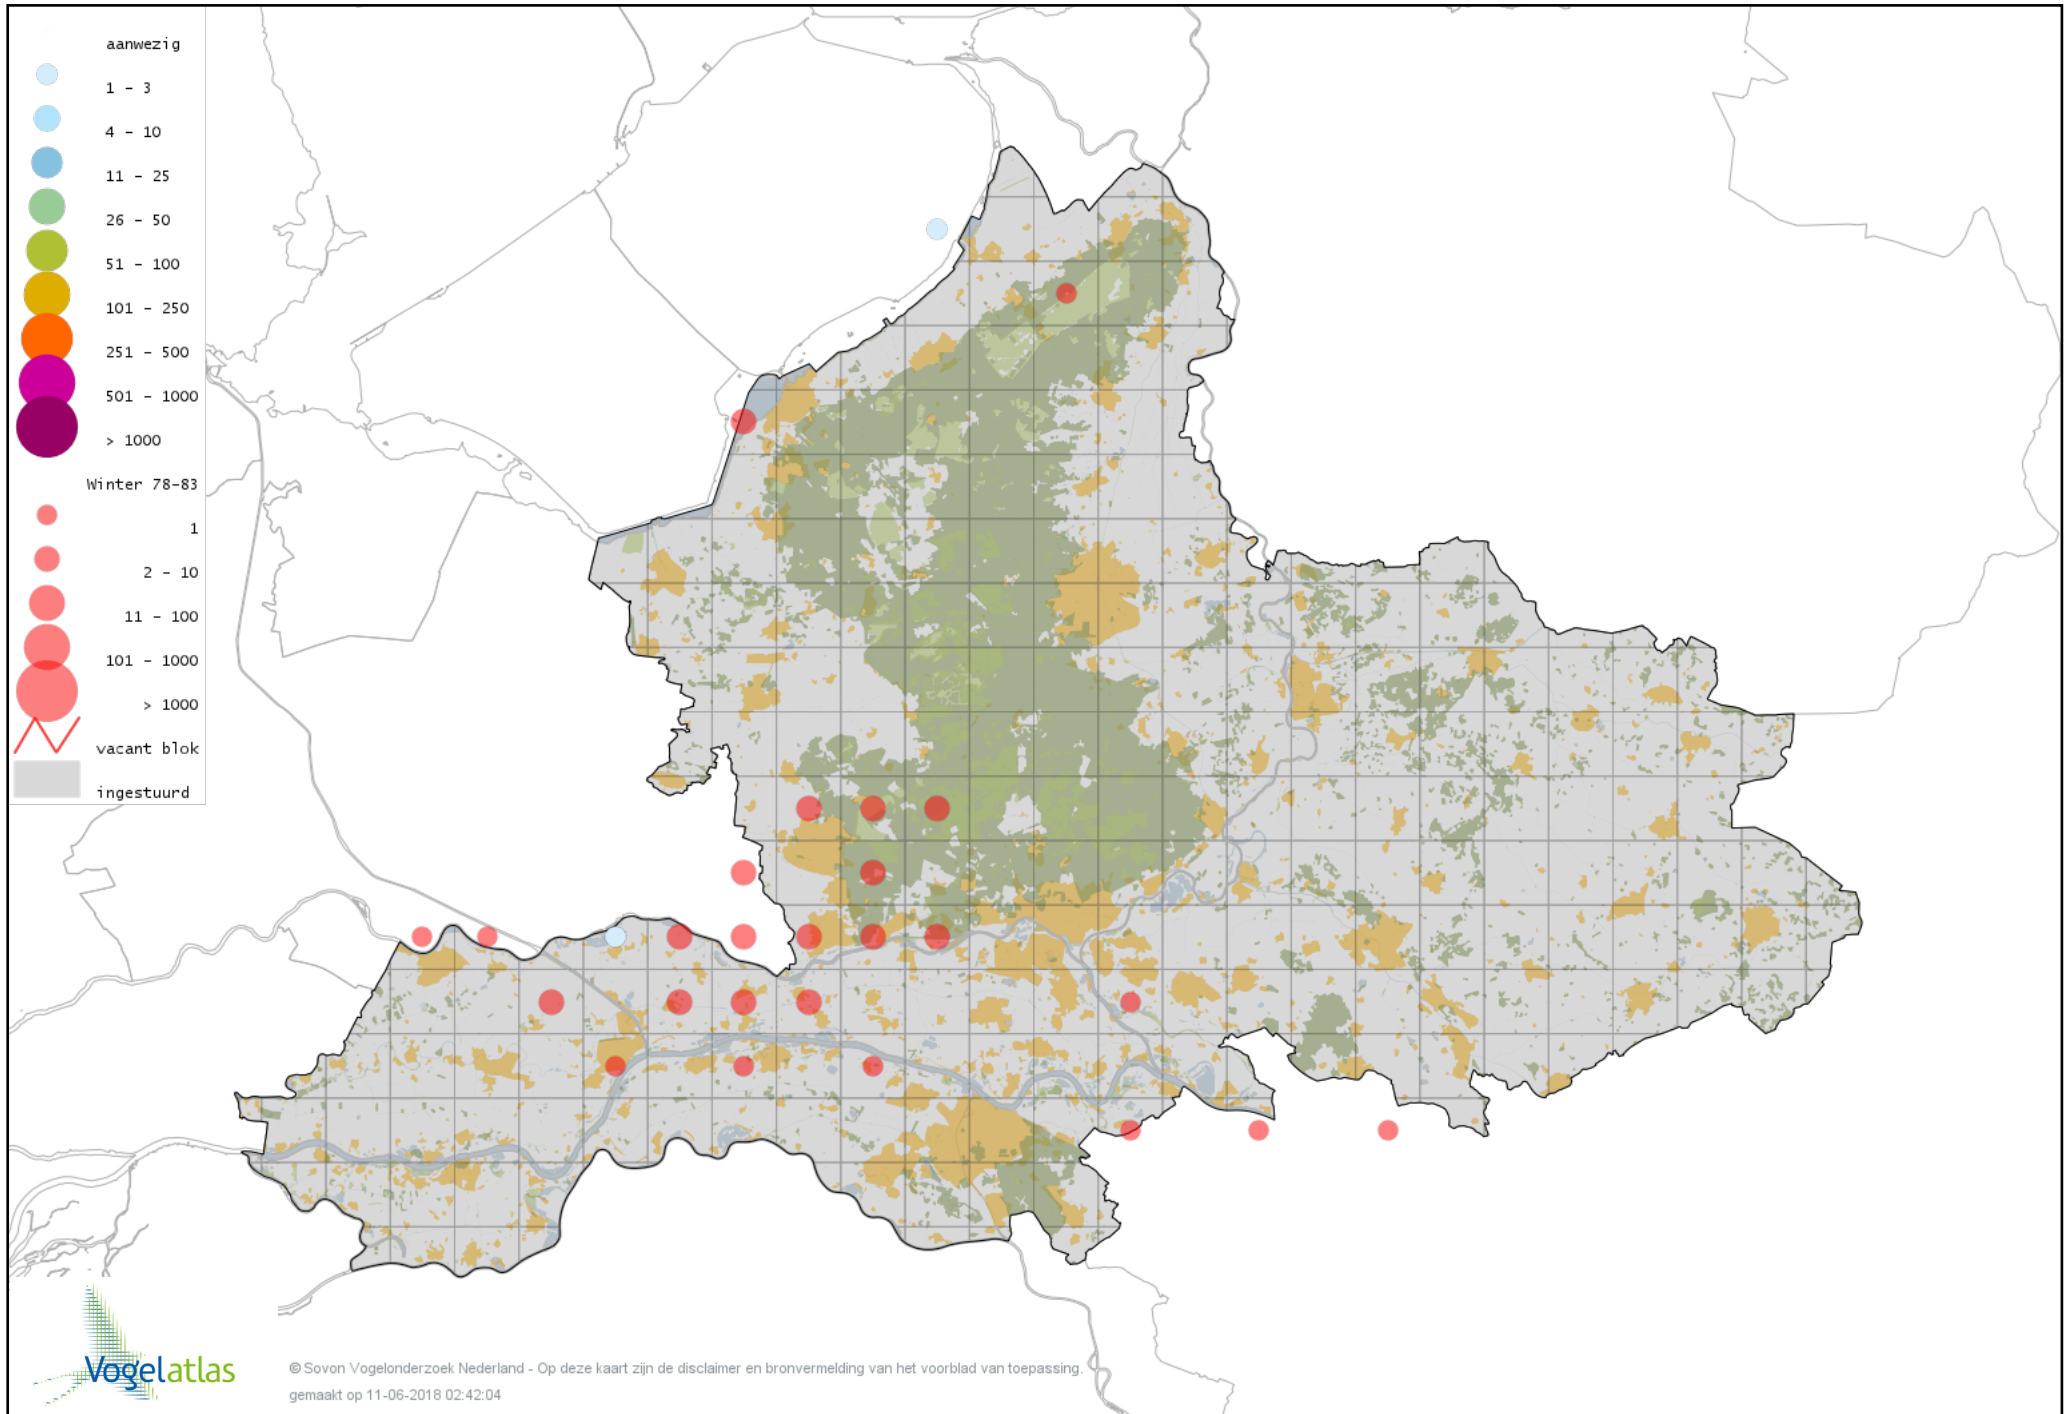 aanwezig
1 – 3
4 – 10
11 – 25
26 – 50
51 – 100
101 – 250
251 – 500
501 – 1000
> 1000
Winter 78-83
1
2 – 10
11 – 100
101 – 1000
> 1000
vacant blok
ingestuurd
Vogelatlas
© Sovon Vogelonderzoek Nederland - Op deze kaart zijn de disclaimer en bronvermelding van het voorblad van toepassing.
gemaakt op 11-06-2018 02:42:04